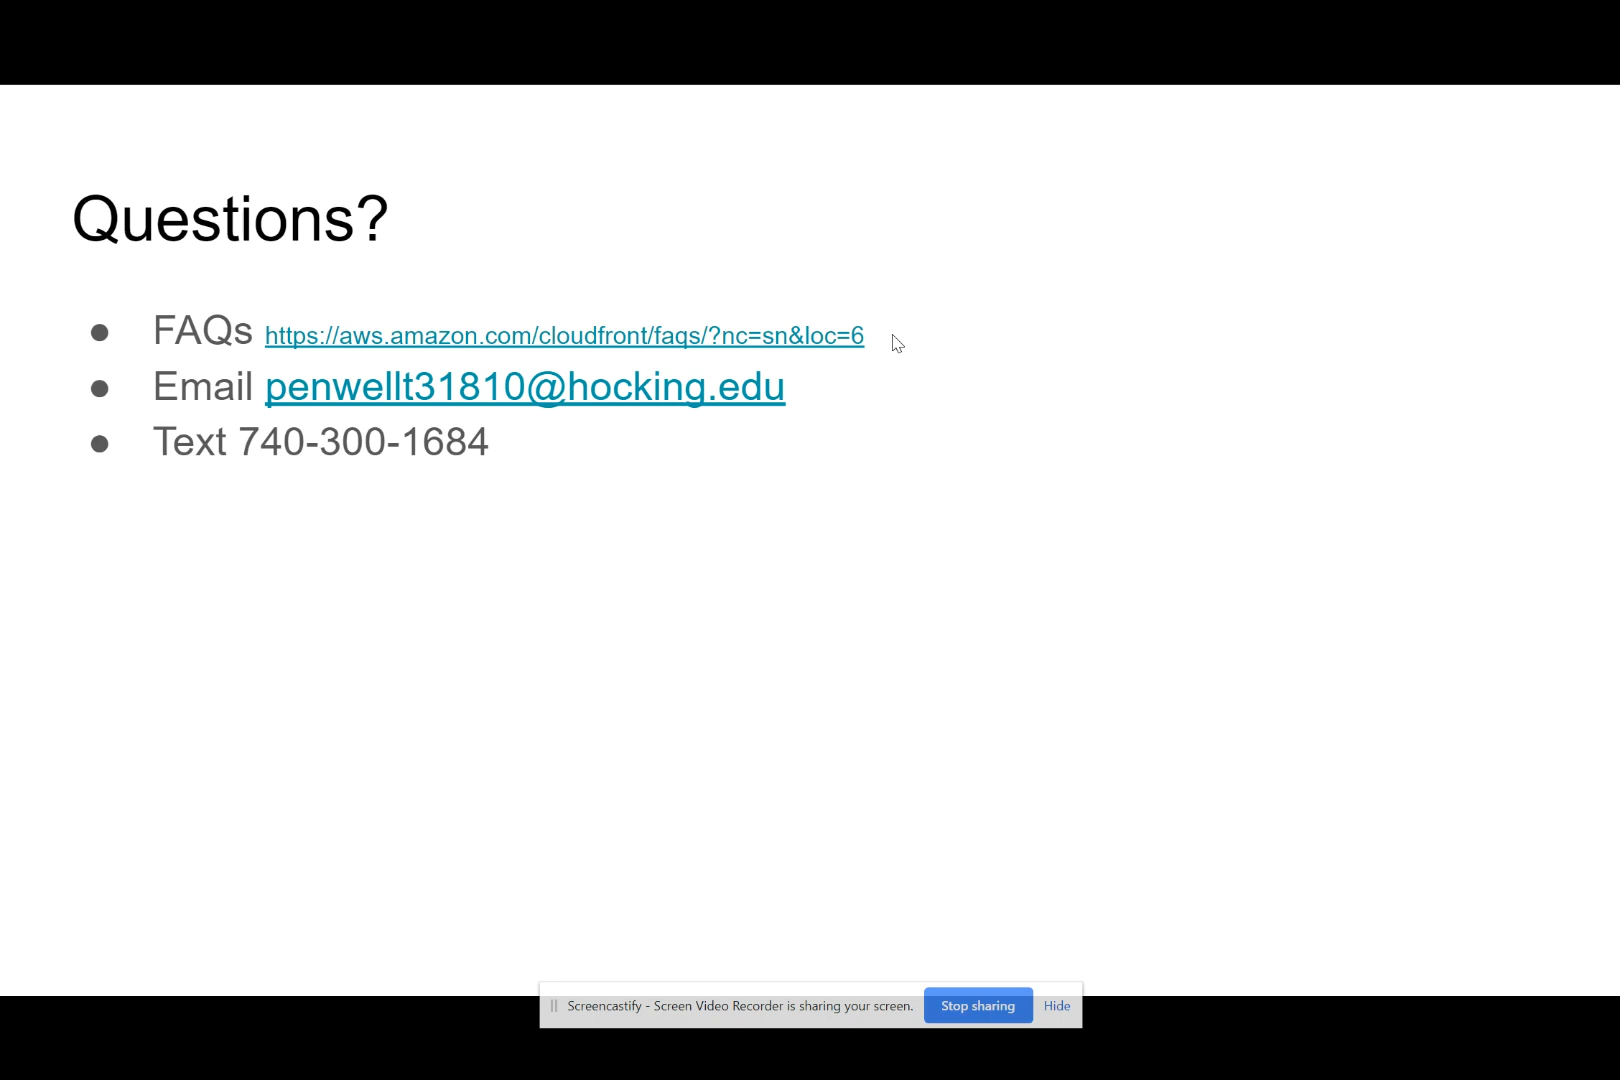 Questions?
● FAQs https://aws.amazon.com/cloudfront/faqs/?nc=sn&loc=6
● Email penwellt31810@hocking.edu
● Text 740-300-1684
Screencastify - Screen Video Recorder is sharing your screen. Stop sharing Hide